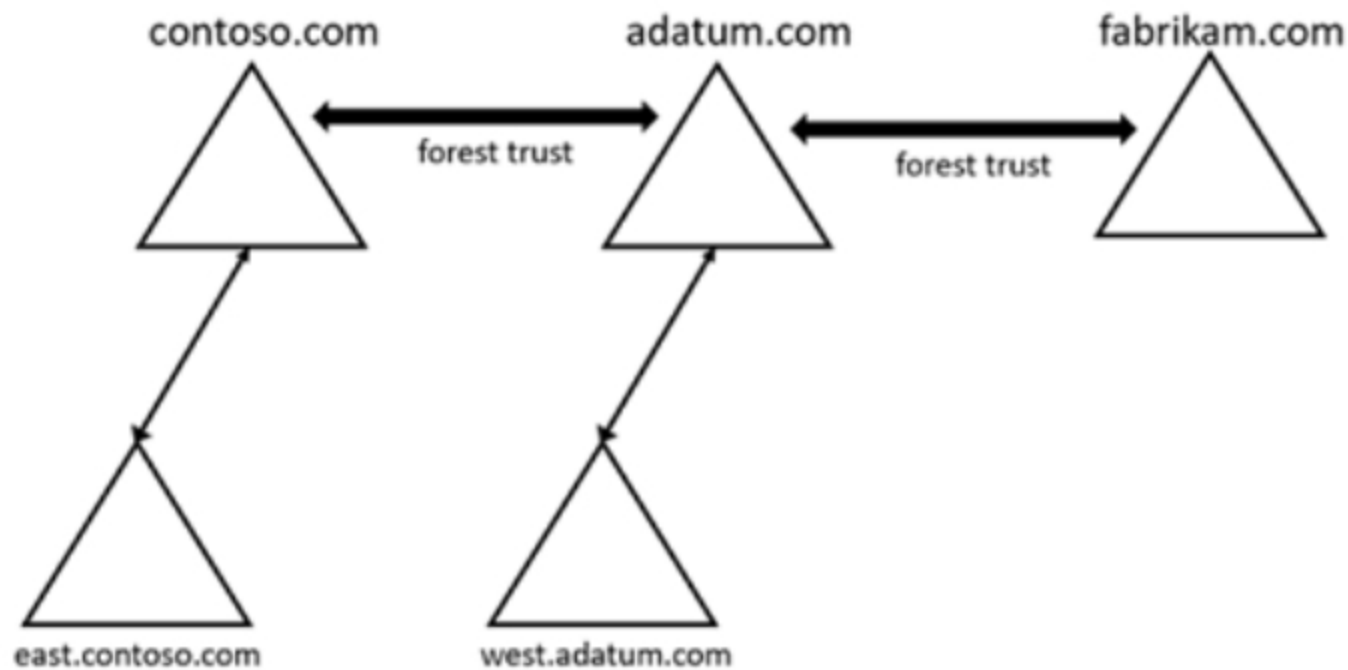 contoso.com
adatum.com
fabrikam.com
forest trust
forest trust
east.contoso.com
west.adatum.com